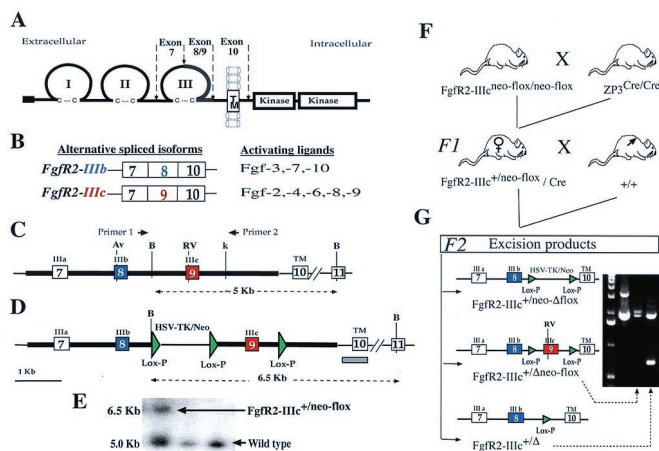 A
Extracellular
Exon 7
Exon 8/9
Exon 10
Intracellular
I
II
III
C---C
C---C
C---C
TM
Kinase
Kinase
B
Alternative spliced isoforms
Activating ligands
FgfR2-IIIb
7
8
10
Fgf-3,-7,-10
FgfR2-IIIc
7
9
10
Fgf-2,-4,-6,-8,-9
C
Primer 1
Av
B
RV
k
Primer 2
B
IIIa
IIIb
IIIc
TM
7
8
9
10
11
~5 Kb
D
B
HSV-TK/Neo
TM
B
IIIa
IIIb
IIIc
7
8
9
10
11
Lox-P
Lox-P
Lox-P
1 Kb
6.5 Kb
E
6.5 Kb
FgfR2-IIIc+/neo-flox
5.0 Kb
Wild type
F
X
FgfR2-IIIcneo-flox/neo-flox
ZP3Cre/Cre
F1
X
FgfR2-IIIc+/neo-flox / Cre
+/+
G
F2
Excision products
IIIa
IIIb
HSV-TK/Neo
TM
7
8
10
Lox-P
Lox-P
FgfR2-IIIc+/neo-Δflox
RV
IIIa
IIIb
IIIc
TM
7
8
9
10
Lox-P
Lox-P
FgfR2-IIIc+/Δneo-flox
IIIa
IIIb
TM
7
8
10
Lox-P
FgfR2-IIIc+/Δ